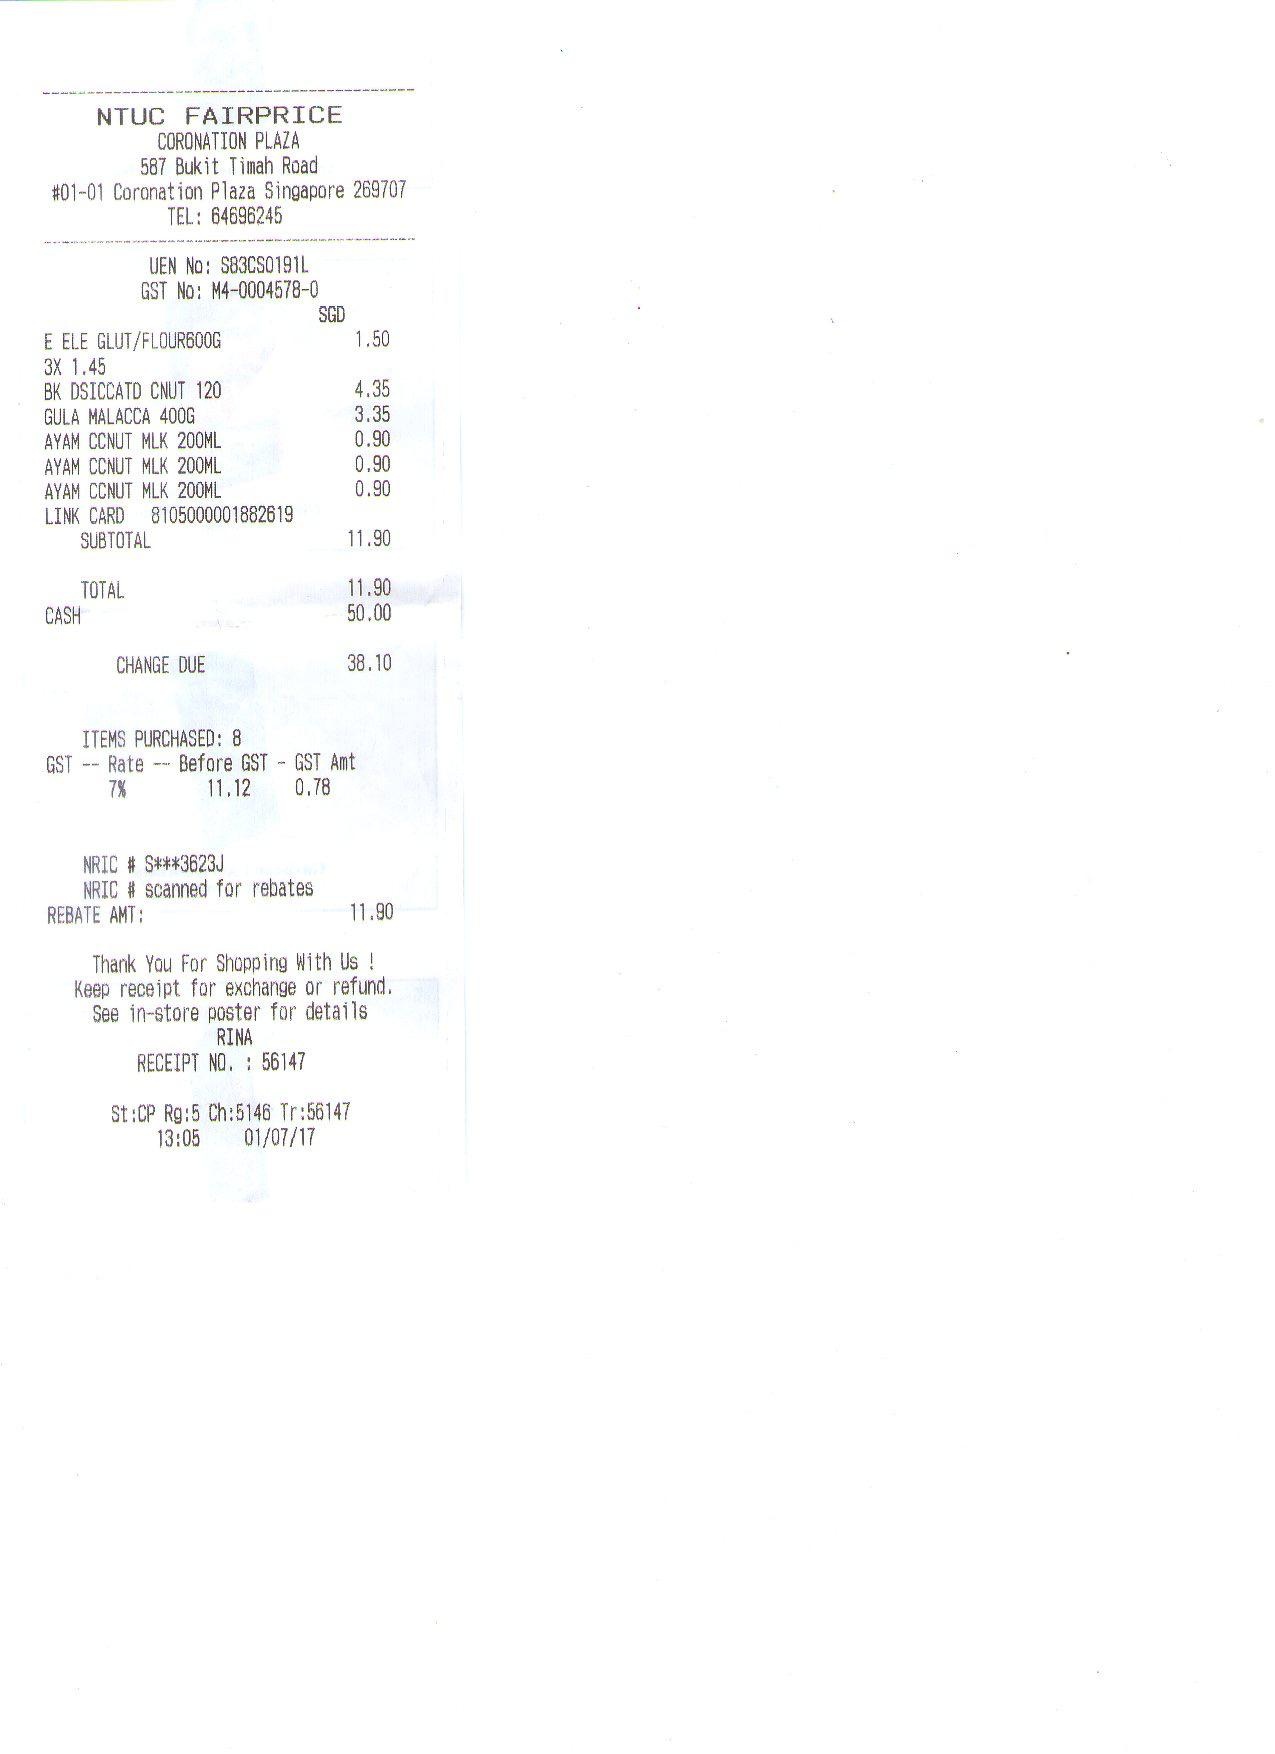 NTUC FAIRPRICE
CORONATION PLAZA
587 Bukit Timah Road
#01-01 Coronation Plaza Singapore 269707
TEL: 64696245
UEN No: S83CS0191L
GST No: M4-0004578-0
SGD
E ELE GLUT/FLOUR600G 1.50
3X 1.45
BK DSICCATD CNUT 120 4.35
GULA MALACCA 400G 3.35
AYAM CCNUT MLK 200ML 0.90
AYAM CCNUT MLK 200ML 0.90
AYAM CCNUT MLK 200ML 0.90
LINK CARD 8105000001882619
SUBTOTAL 11.90
TOTAL 11.90
CASH 50.00
CHANGE DUE 38.10
ITEMS PURCHASED: 8
GST -- Rate -- Before GST - GST Amt
7% 11.12 0.78
NRIC # S***3623J
NRIC # scanned for rebates
REBATE AMT: 11.90
Thank You For Shopping With Us !
Keep receipt for exchange or refund.
See in-store poster for details
RINA
RECEIPT NO. : 56147
St:CP Rg:5 Ch:5146 Tr:56147
13:05 01/07/17